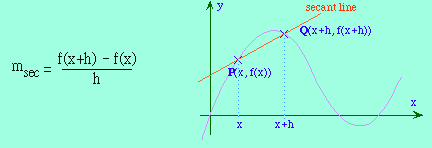 m_sec = (f(x+h) − f(x)) / h
y
secant line
Q(x+h, f(x+h))
P(x, f(x))
x
x
x+h